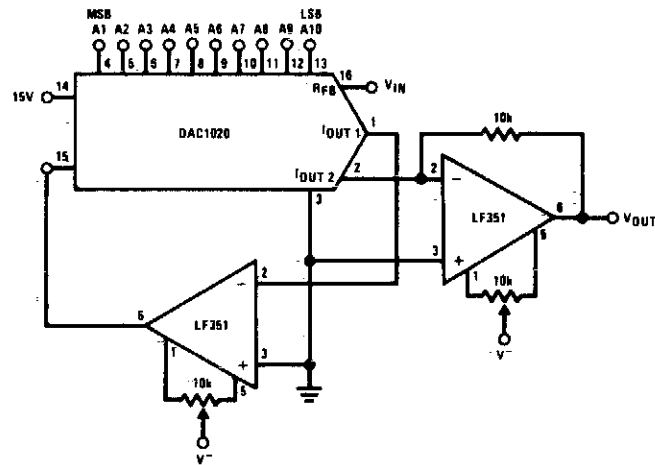 MSB LSB
A1 A2 A3 A4 A5 A6 A7 A8 A9 A10
4 5 6 7 8 9 10 11 12 13
14
15V
16
RFB
VIN
DAC1020
IOUT 1
1
15
IOUT 2
2
3
10k
2
−
LF351
6
VOUT
3
+
5
1
10k
V−
2
−
6
LF351
1
+
3
10k
5
V−